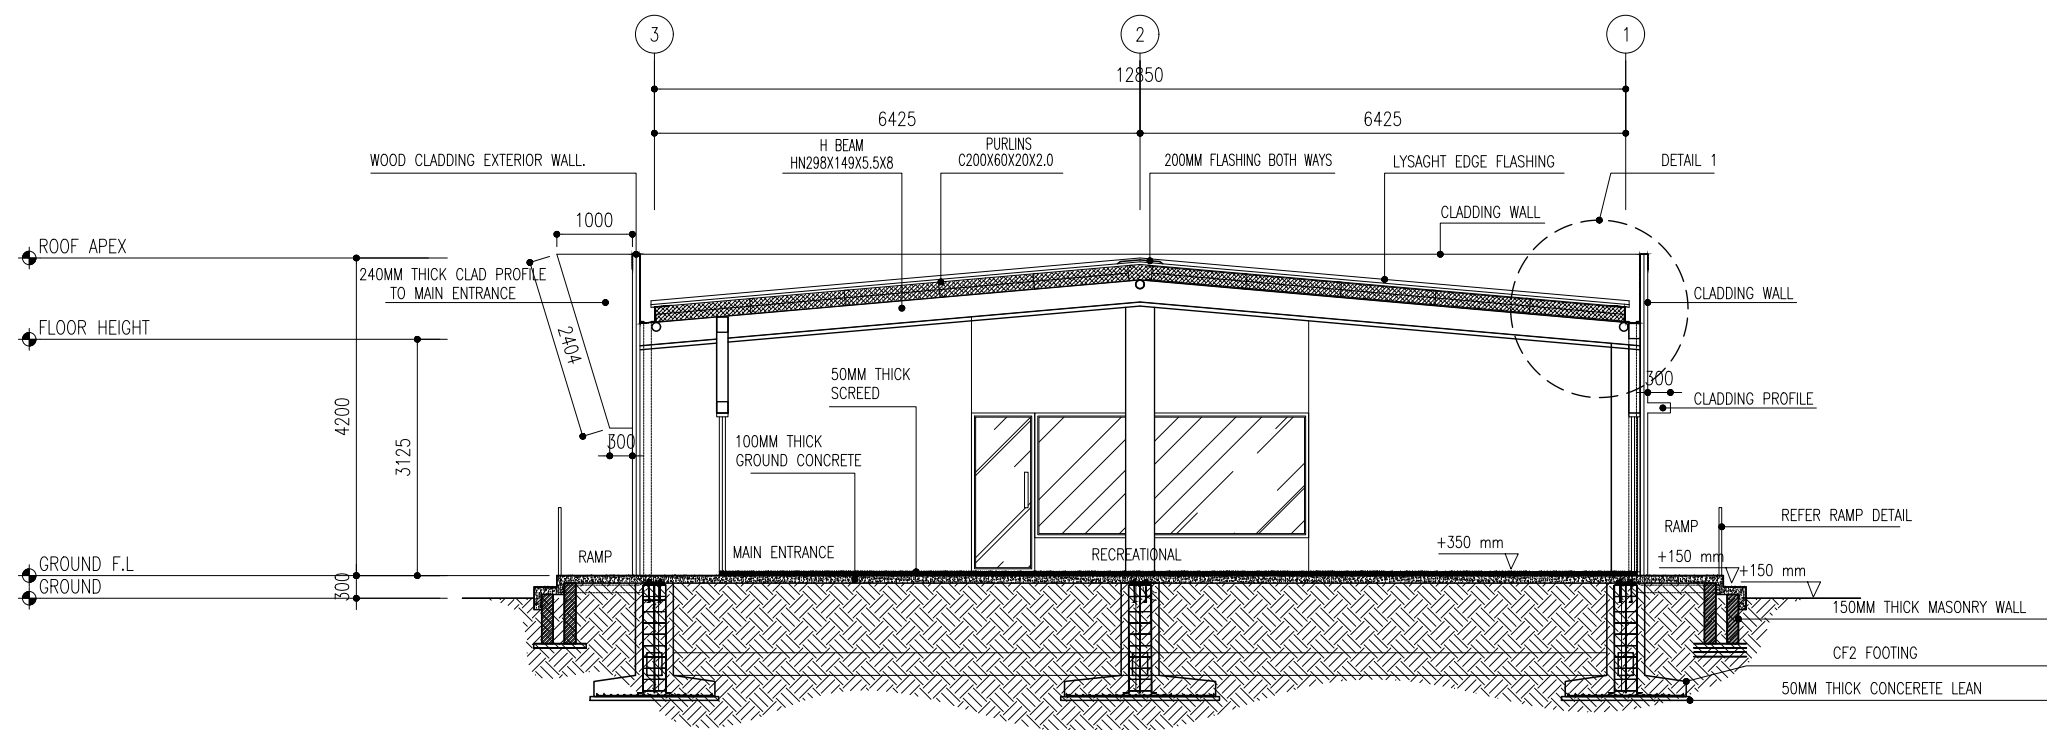 3
2
1
12850
6425
6425
H BEAM
HN298X149X5.5X8
PURLINS
C200X60X20X2.0
WOOD CLADDING EXTERIOR WALL.
200MM FLASHING BOTH WAYS
LYSAGHT EDGE FLASHING
DETAIL 1
1000
CLADDING WALL
ROOF APEX
240MM THICK CLAD PROFILE
TO MAIN ENTRANCE
CLADDING WALL
FLOOR HEIGHT
2404
50MM THICK
SCREED
300
CLADDING PROFILE
4200
3125
300
100MM THICK
GROUND CONCRETE
REFER RAMP DETAIL
RAMP
RAMP
MAIN ENTRANCE
RECREATIONAL
+350 mm
+150 mm
+150 mm
GROUND F.L
GROUND
300
150MM THICK MASONRY WALL
CF2 FOOTING
50MM THICK CONCERETE LEAN